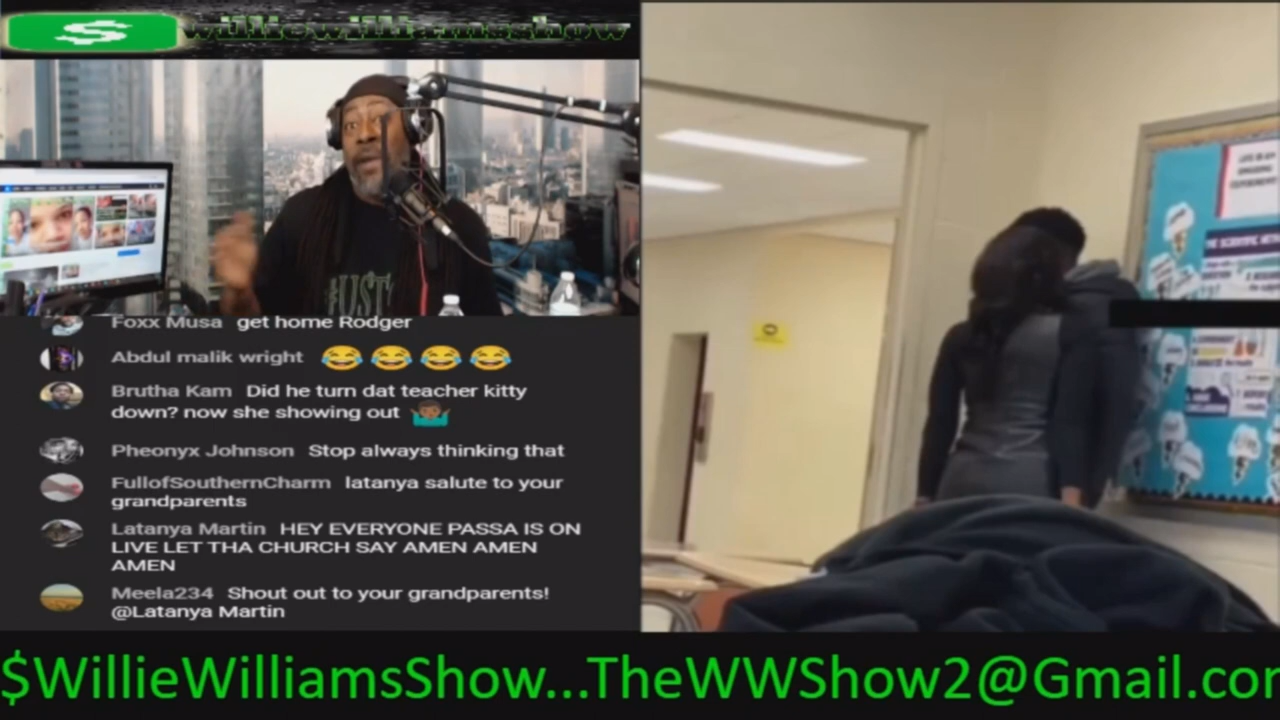 williewilliamsshow
Foxx Musa get home Rodger
Abdul malik wright 😂😂😂😂
Brutha Kam Did he turn dat teacher kitty
down? now she showing out 🤷🏾‍♂️
Pheonyx Johnson Stop always thinking that
FullofSouthernCharm latanya salute to your
grandparents
Latanya Martin HEY EVERYONE PASSA IS ON
LIVE LET THA CHURCH SAY AMEN AMEN
AMEN
Meela234 Shout out to your grandparents!
@Latanya Martin
$WillieWilliamsShow...TheWWShow2@Gmail.co